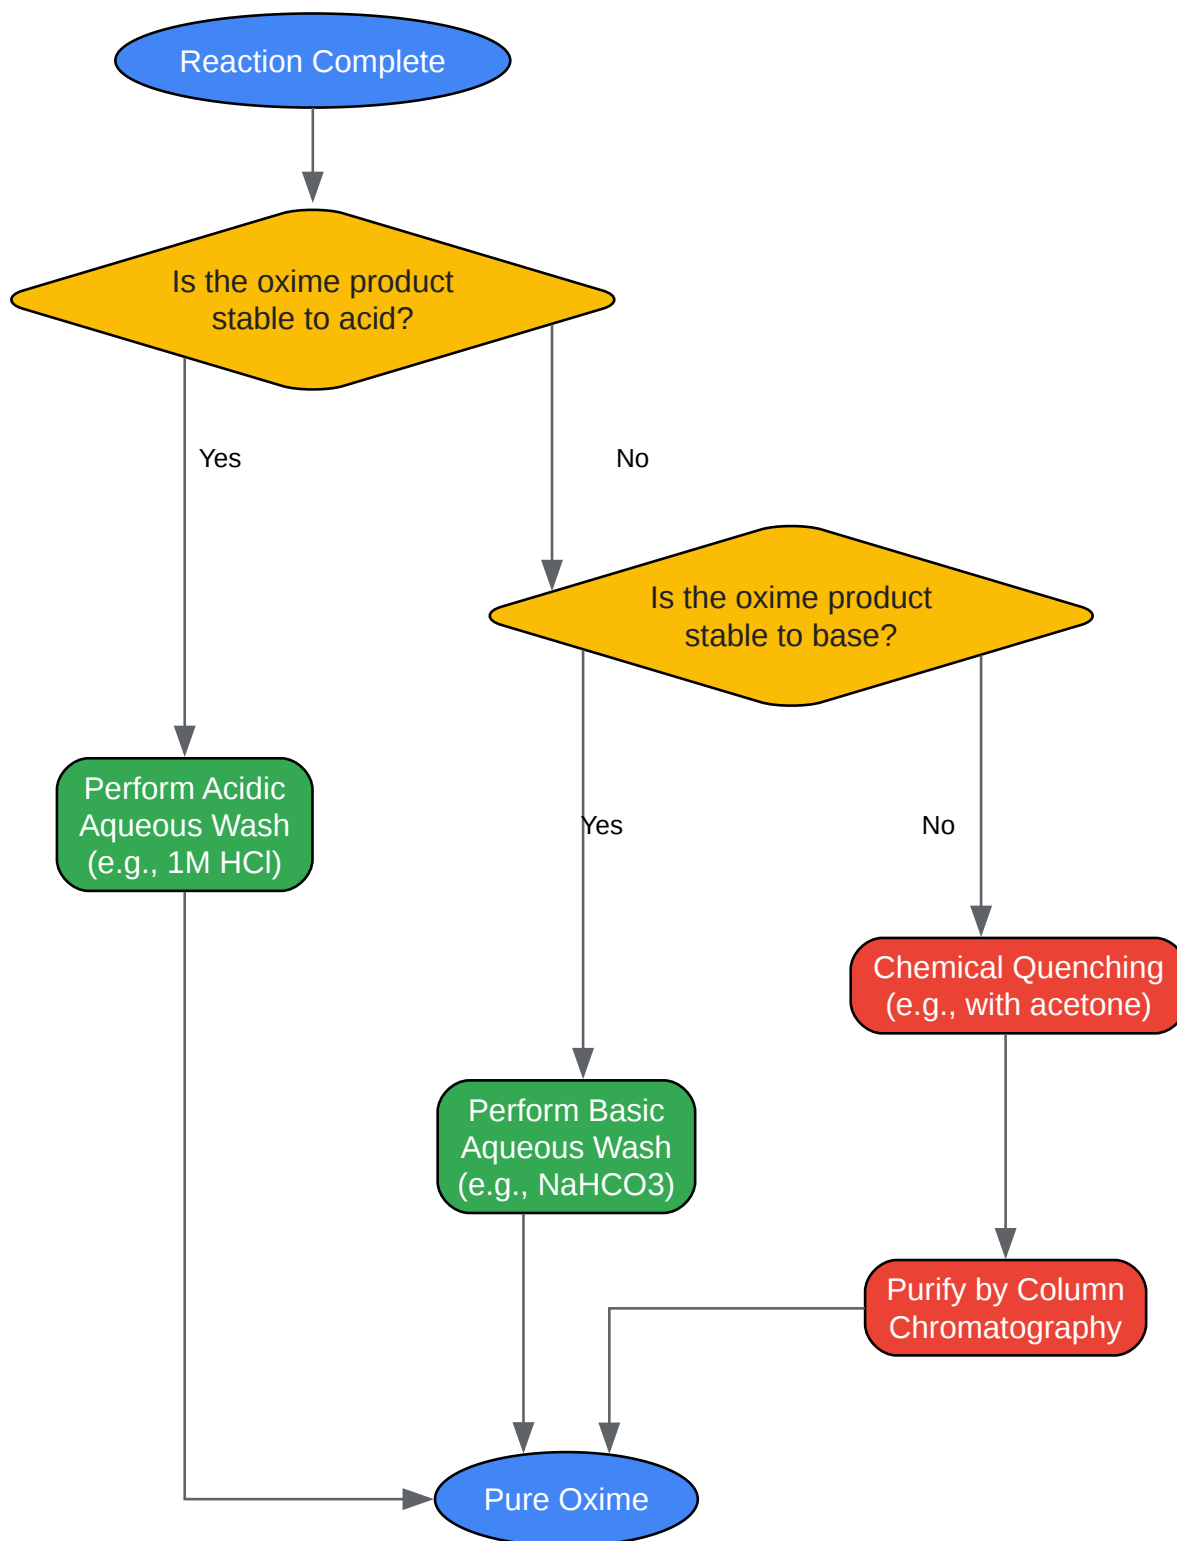 Reaction Complete
Is the oxime product
stable to acid?
Yes
No
Is the oxime product
stable to base?
Perform Acidic
Aqueous Wash
(e.g., 1M HCl)
Yes
No
Chemical Quenching
(e.g., with acetone)
Perform Basic
Aqueous Wash
(e.g., NaHCO3)
Purify by Column
Chromatography
Pure Oxime